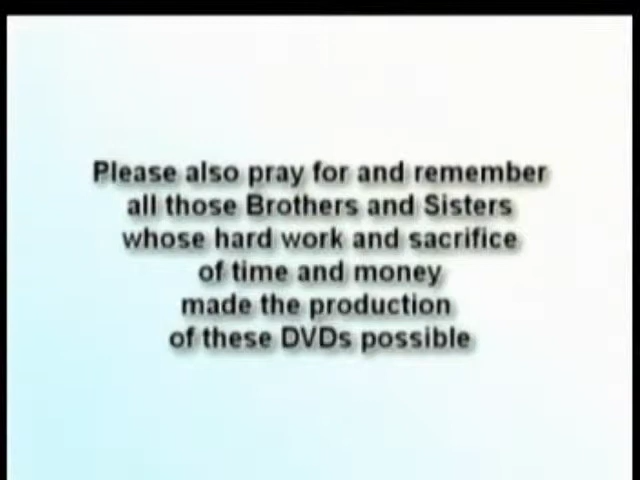 Please also pray for and remember
all those Brothers and Sisters
whose hard work and sacrifice
of time and money
made the production
of these DVDs possible